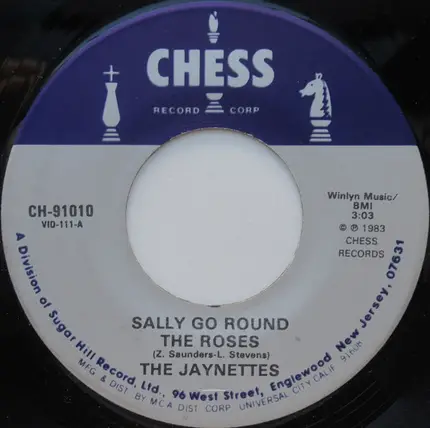 CHESS
RECORD CORP
CH-91010
VIO-111-A
Winlyn Music/
BMI
3:03
© ℗ 1983
CHESS
RECORDS
SALLY GO ROUND
THE ROSES
(Z. Saunders-L. Stevens)
THE JAYNETTES
A Division of Sugar Hill Record, Ltd., 96 West Street, Englewood New Jersey, 07631
MFG & DIST. BY MCA DIST CORP UNIVERSAL CITY CALIF 91608